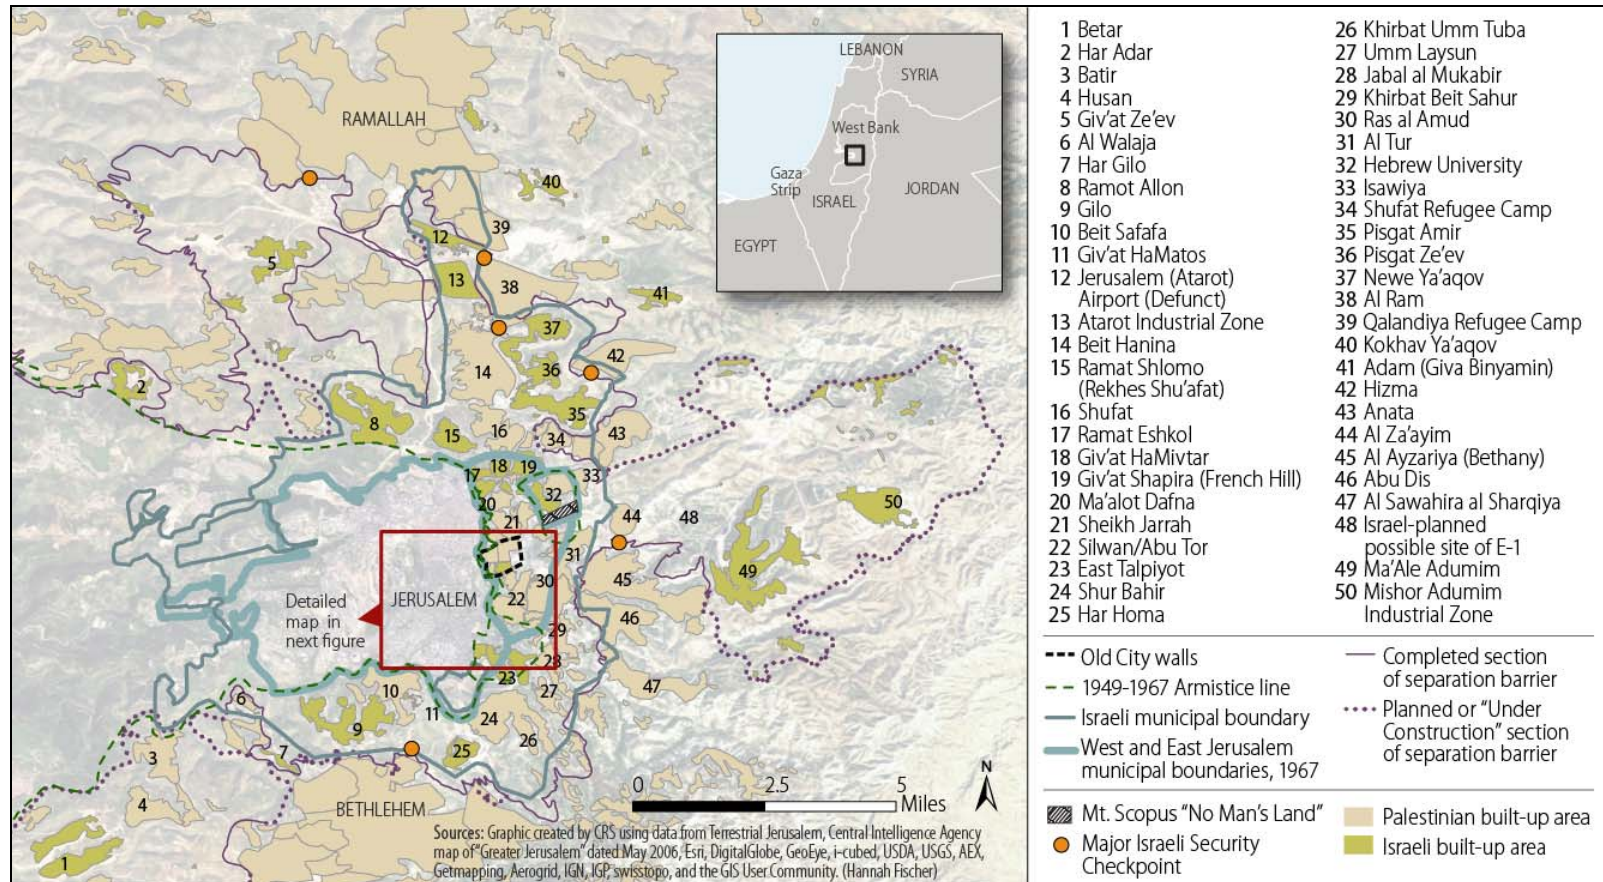 RAMALLAH
40
39
12
5
13
38
41
37
42
14
36
2
35
8
15
16
34
43
18
19
33
17
32
20
50
21
44
48
31
45
49
30
JERUSALEM
22
Detailed
map in
next figure
46
29
28
23
10
27
47
6
11
24
9
26
3
7
25
4
BETHLEHEM
1
LEBANON
SYRIA
West Bank
Gaza
Strip
JORDAN
ISRAEL
EGYPT
N
0 2.5 5
Miles
Sources: Graphic created by CRS using data from Terrestrial Jerusalem, Central Intelligence Agency
map of "Greater Jerusalem" dated May 2006, Esri, DigitalGlobe, GeoEye, i-cubed, USDA, USGS, AEX,
Getmapping, Aerogrid, IGN, IGP, swisstopo, and the GIS User Community. (Hannah Fischer)
1 Betar
2 Har Adar
3 Batir
4 Husan
5 Giv'at Ze'ev
6 Al Walaja
7 Har Gilo
8 Ramot Allon
9 Gilo
10 Beit Safafa
11 Giv'at HaMatos
12 Jerusalem (Atarot)
Airport (Defunct)
13 Atarot Industrial Zone
14 Beit Hanina
15 Ramat Shlomo
(Rekhes Shu'afat)
16 Shufat
17 Ramat Eshkol
18 Giv'at HaMivtar
19 Giv'at Shapira (French Hill)
20 Ma'alot Dafna
21 Sheikh Jarrah
22 Silwan/Abu Tor
23 East Talpiyot
24 Shur Bahir
25 Har Homa
26 Khirbat Umm Tuba
27 Umm Laysun
28 Jabal al Mukabir
29 Khirbat Beit Sahur
30 Ras al Amud
31 Al Tur
32 Hebrew University
33 Isawiya
34 Shufat Refugee Camp
35 Pisgat Amir
36 Pisgat Ze'ev
37 Newe Ya'aqov
38 Al Ram
39 Qalandiya Refugee Camp
40 Kokhav Ya'aqov
41 Adam (Giva Binyamin)
42 Hizma
43 Anata
44 Al Za'ayim
45 Al Ayzariya (Bethany)
46 Abu Dis
47 Al Sawahira al Sharqiya
48 Israel-planned
possible site of E-1
49 Ma'Ale Adumim
50 Mishor Adumim
Industrial Zone
Old City walls
1949-1967 Armistice line
Israeli municipal boundary
West and East Jerusalem
municipal boundaries, 1967
Completed section
of separation barrier
Planned or "Under
Construction" section
of separation barrier
Mt. Scopus "No Man's Land"
Major Israeli Security
Checkpoint
Palestinian built-up area
Israeli built-up area